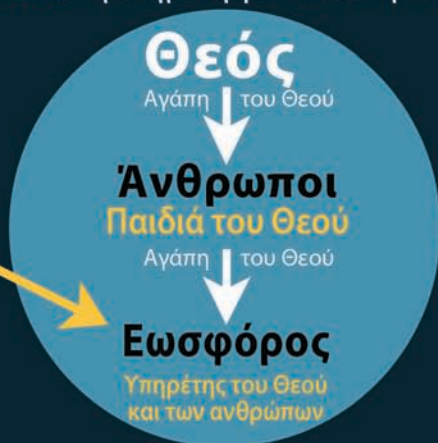 Θεός
Αγάπη του Θεού
Άνθρωποι
Παιδιά του Θεού
Αγάπη του Θεού
Εωσφόρος
Υπηρέτης του Θεού
και των ανθρώπων